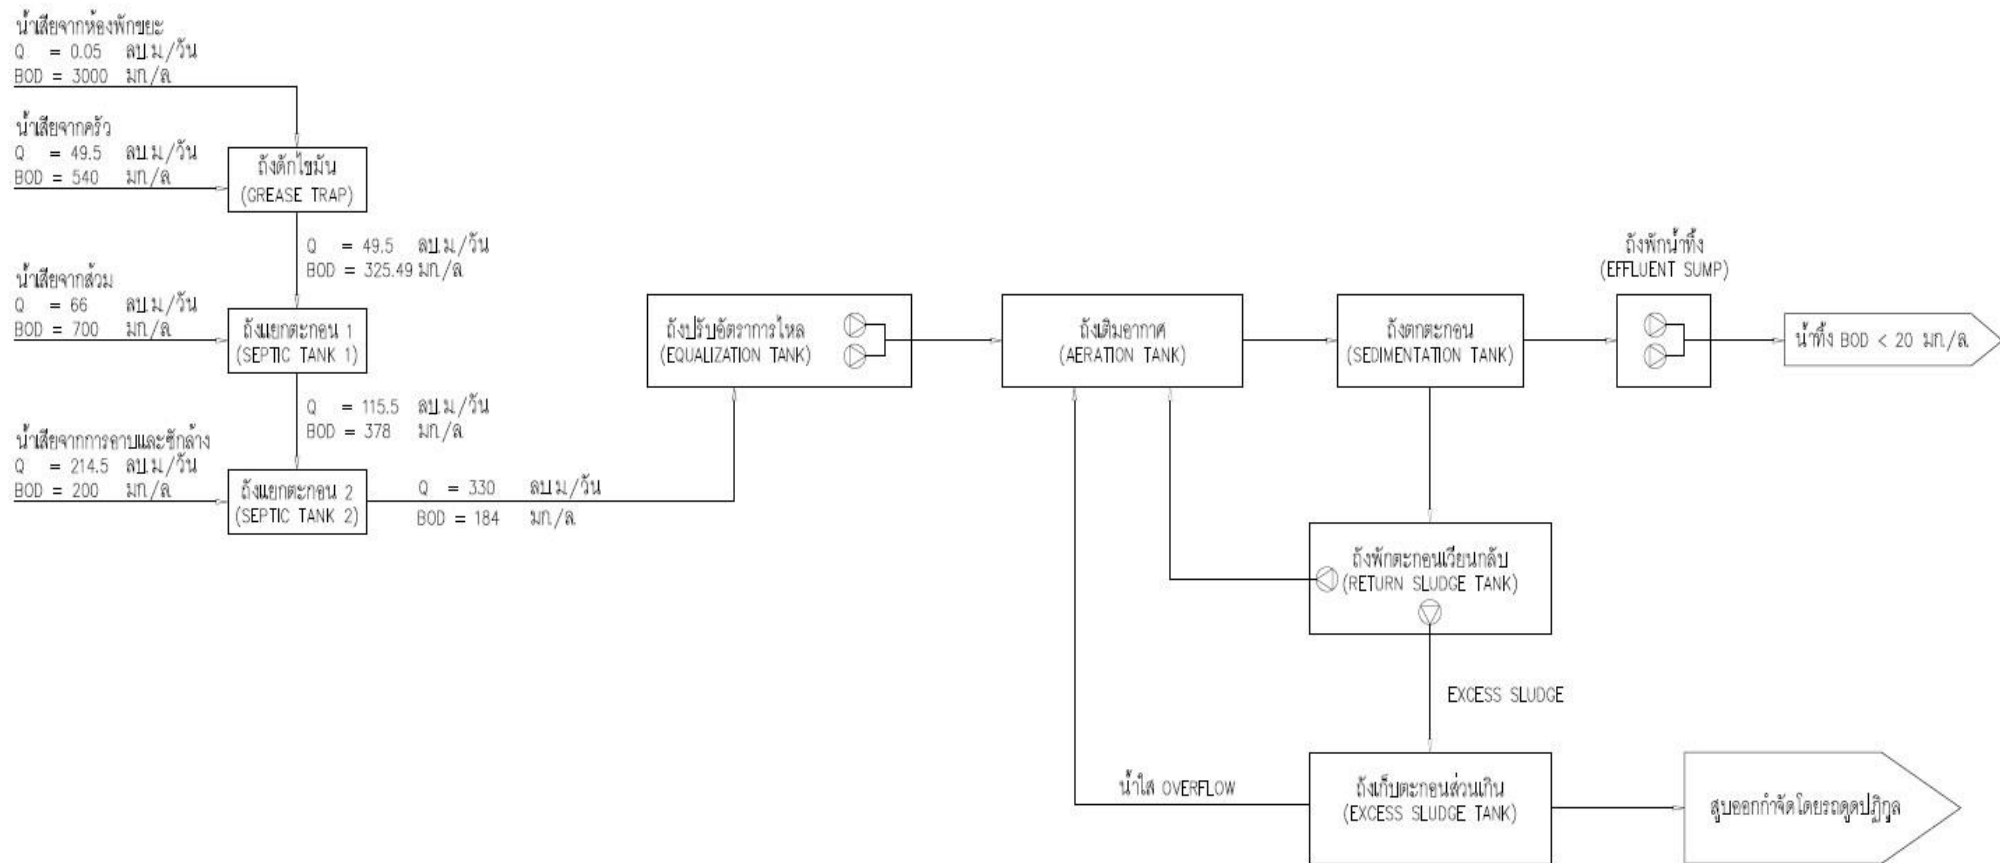 น้ำเสียจากห้องพักขยะ
Q = 0.05 ลบ.ม./วัน
BOD = 3000 มก./ล.
น้ำเสียจากครัว
Q = 49.5 ลบ.ม./วัน
BOD = 540 มก./ล.
ถังดักไขมัน
(GREASE TRAP)
Q = 49.5 ลบ.ม./วัน
BOD = 325.49 มก./ล.
น้ำเสียจากส้วม
Q = 66 ลบ.ม./วัน
BOD = 700 มก./ล.
ถังแยกตะกอน 1
(SEPTIC TANK 1)
Q = 115.5 ลบ.ม./วัน
BOD = 378 มก./ล.
น้ำเสียจากการอาบและซักล้าง
Q = 214.5 ลบ.ม./วัน
BOD = 200 มก./ล.
ถังแยกตะกอน 2
(SEPTIC TANK 2)
Q = 330 ลบ.ม./วัน
BOD = 184 มก./ล.
ถังปรับอัตราการไหล
(EQUALIZATION TANK)
ถังเติมอากาศ
(AERATION TANK)
ถังตกตะกอน
(SEDIMENTATION TANK)
ถังพักน้ำทิ้ง
(EFFLUENT SUMP)
น้ำทิ้ง BOD < 20 มก./ล.
ถังพักตะกอนเวียนกลับ
(RETURN SLUDGE TANK)
EXCESS SLUDGE
น้ำใส OVERFLOW
ถังเก็บตะกอนส่วนเกิน
(EXCESS SLUDGE TANK)
สูบออกกำจัดโดยรถดูดปฏิกูล